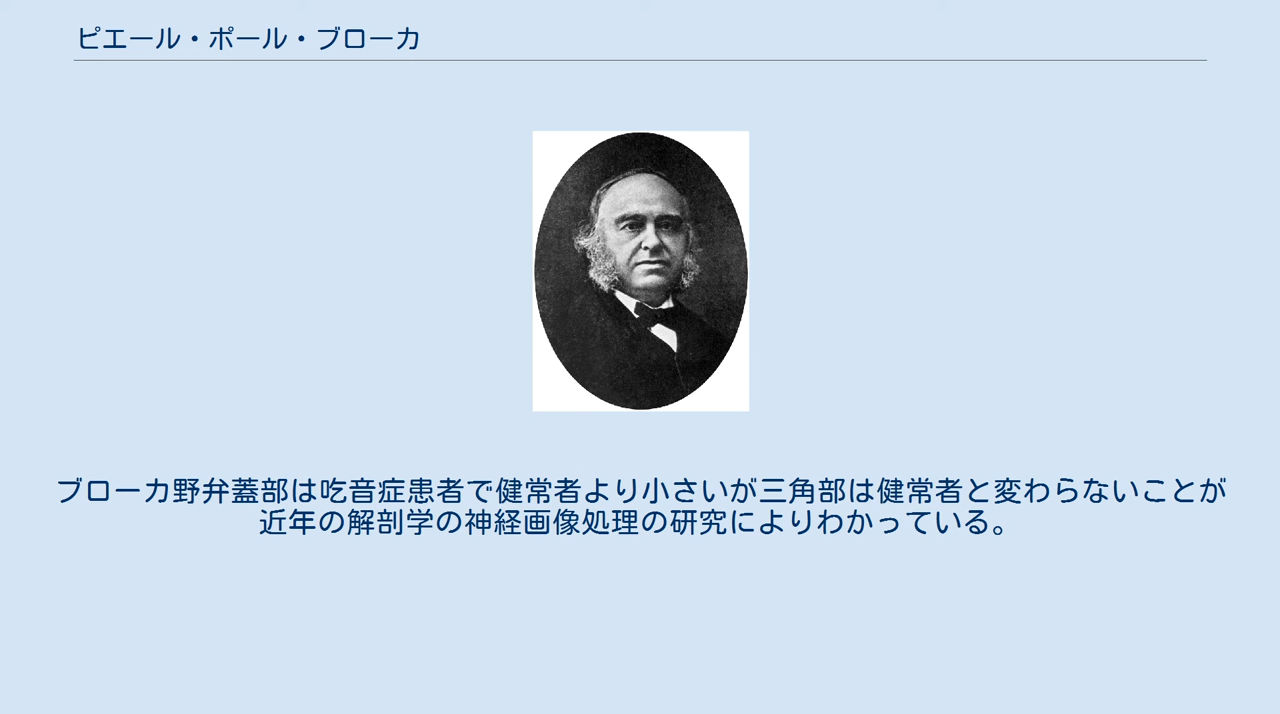 ピエール・ポール・ブローカ
ブローカ野弁蓋部は吃音症患者で健常者より小さいが三角部は健常者と変わらないことが
近年の解剖学の神経画像処理の研究によりわかっている。